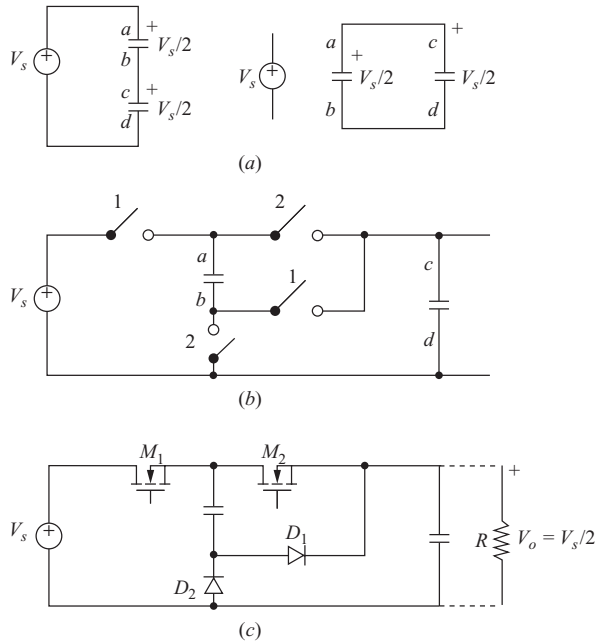 a
+
V_s
+
V_s/2
b
c
+
V_s/2
d
V_s
+
a
+
V_s/2
b
c
+
V_s/2
d
(a)
1
2
a
b
1
c
V_s
+
2
d
(b)
M_1
M_2
+
V_s
+
D_1
D_2
R
V_o = V_s/2
(c)